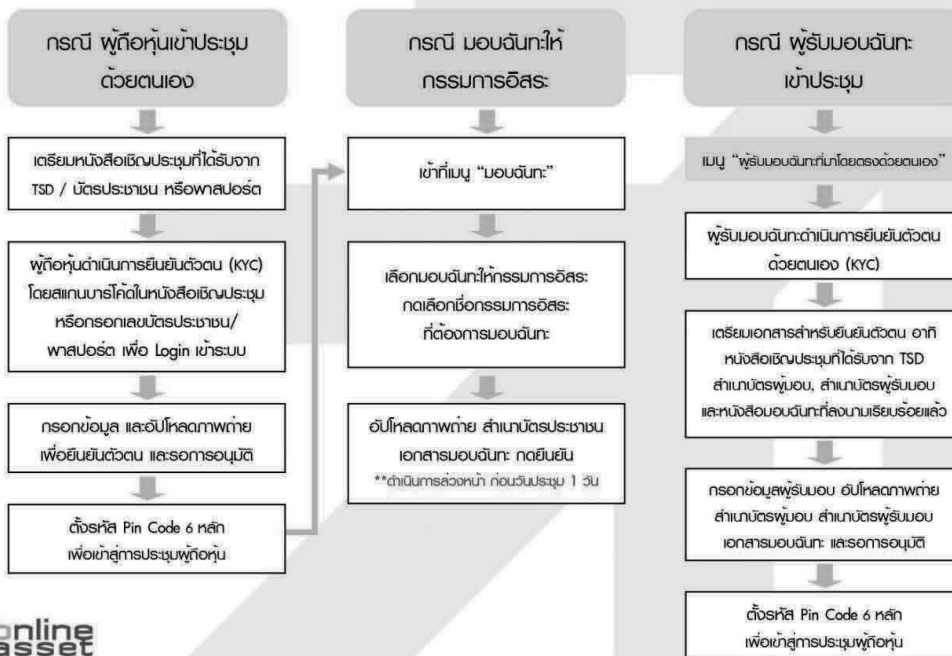 กรณี ผู้ถือหุ้นเข้าประชุม
ด้วยตนเอง
เตรียมหนังสือเชิญประชุมที่ได้รับจาก
TSD / บัตรประชาชน หรือพาสปอร์ต
ผู้ถือหุ้นดำเนินการยืนยันตัวตน (KYC)
โดยสแกนบาร์โค้ดในหนังสือเชิญประชุม
หรือกรอกเลขบัตรประชาชน/
พาสปอร์ต เพื่อ Login เข้าระบบ
กรอกข้อมูล และอัปโหลดภาพถ่าย
เพื่อยืนยันตัวตน และรอการอนุมัติ
ตั้งรหัส Pin Code 6 หลัก
เพื่อเข้าสู่การประชุมผู้ถือหุ้น
กรณี มอบฉันทะให้
กรรมการอิสระ
เข้าที่เมนู “มอบฉันทะ”
เลือกมอบฉันทะให้กรรมการอิสระ
กดเลือกชื่อกรรมการอิสระ
ที่ต้องการมอบฉันทะ
อัปโหลดภาพถ่าย สำเนาบัตรประชาชน
เอกสารมอบฉันทะ กดยืนยัน
**ดำเนินการล่วงหน้า ก่อนวันประชุม 1 วัน
กรณี ผู้รับมอบฉันทะ
เข้าประชุม
เมนู “ผู้รับมอบฉันทะที่มาโดยตรงด้วยตนเอง”
ผู้รับมอบฉันทะดำเนินการยืนยันตัวตน
ด้วยตนเอง (KYC)
เตรียมเอกสารสำหรับยืนยันตัวตน อาทิ
หนังสือเชิญประชุมที่ได้รับจาก TSD
สำเนาบัตรผู้มอบ, สำเนาบัตรผู้รับมอบ
และหนังสือมอบฉันทะที่ลงนามเรียบร้อยแล้ว
กรอกข้อมูลผู้รับมอบ อัปโหลดภาพถ่าย
สำเนาบัตรผู้มอบ สำเนาบัตรผู้รับมอบ
เอกสารมอบฉันทะ และรอการอนุมัติ
ตั้งรหัส Pin Code 6 หลัก
เพื่อเข้าสู่การประชุมผู้ถือหุ้น
online
asset